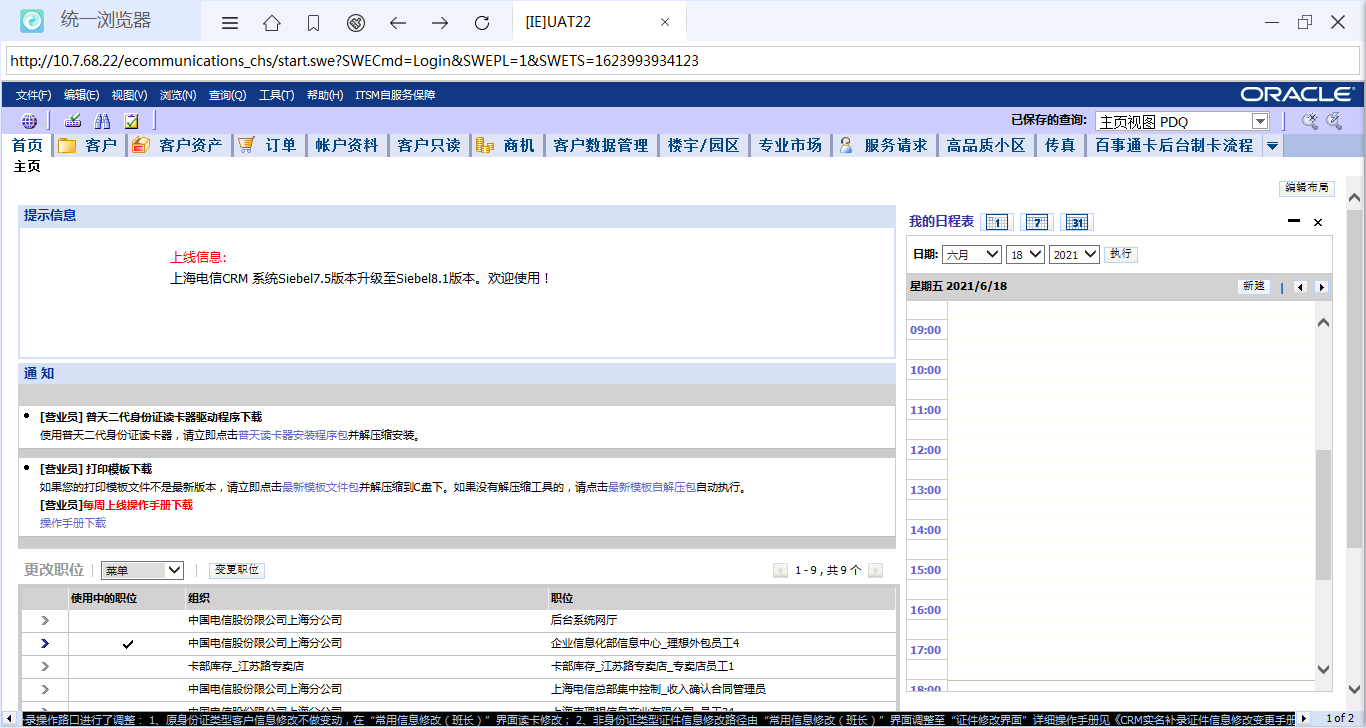 统一浏览器
[IE]UAT22
http://10.7.68.22/ecommunications_chs/start.swe?SWECmd=Login&SWEPL=1&SWETS=1623993934123
文件(F) 编辑(E) 视图(V) 浏览(N) 查询(Q) 工具(T) 帮助(H) ITSM自服务保障
ORACLE
已保存的查询: 主页视图 PDQ
首页 客户 客户资产 订单 帐户资料 客户只读 商机 客户数据管理 楼宇/园区 专业市场 服务请求 高品质小区 传真 百事通卡后台制卡流程
主页
编辑布局
提示信息
上线信息:
上海电信CRM 系统Siebel7.5版本升级至Siebel8.1版本。欢迎使用！
通 知
[营业员] 普天二代身份证读卡器驱动程序下载
使用普天二代身份证读卡器，请立即点击普天读卡器安装程序包并解压缩安装。
[营业员] 打印模板下载
如果您的打印模板文件不是最新版本，请立即点击最新模板文件包并解压缩到C盘下。如果没有解压缩工具的，请点击最新模板自解压包自动执行。
[营业员]每周上线操作手册下载
操作手册下载
更改职位 菜单 变更职位 1-9,共9个
使用中的职位 组织 职位
中国电信股份限公司上海分公司 后台系统网厅
中国电信股份限公司上海分公司 企业信息化部信息中心_理想外包员工4
卡部库存_江苏路专卖店 卡部库存_江苏路专卖店_专卖店员工1
中国电信股份限公司上海分公司 上海电信总部集中控制_收入确认合同管理员
我的日程表 1 7 31
日期: 六月 18 2021 执行
星期五 2021/6/18 新建
09:00
10:00
11:00
12:00
13:00
14:00
15:00
16:00
17:00
18:00
录操作路口进行了调整： 1、原身份证类型客户信息修改不做变动，在“常用信息修改（班长）”界面读卡修改； 2、非身份证类型证件信息修改路径由“常用信息修改（班长）”界面调整至“证件修改界面” 详细操作手册见《CRM实名补录证件信息修改变更手册
1 of 2